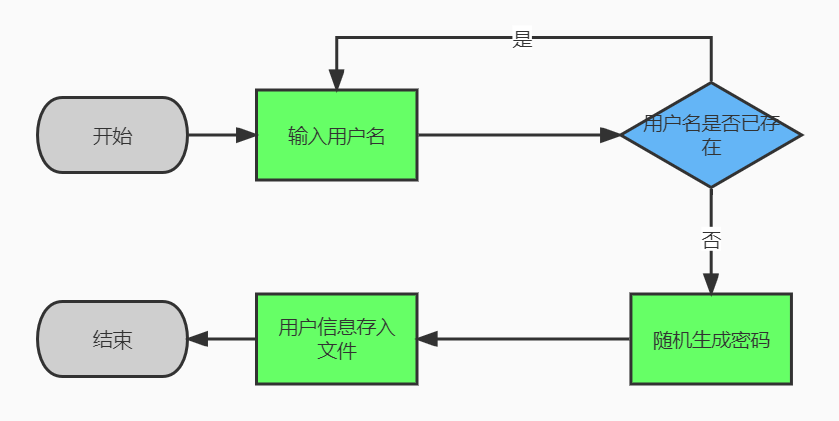 是
开始
输入用户名
用户名是否已存
在
否
结束
用户信息存入
文件
随机生成密码